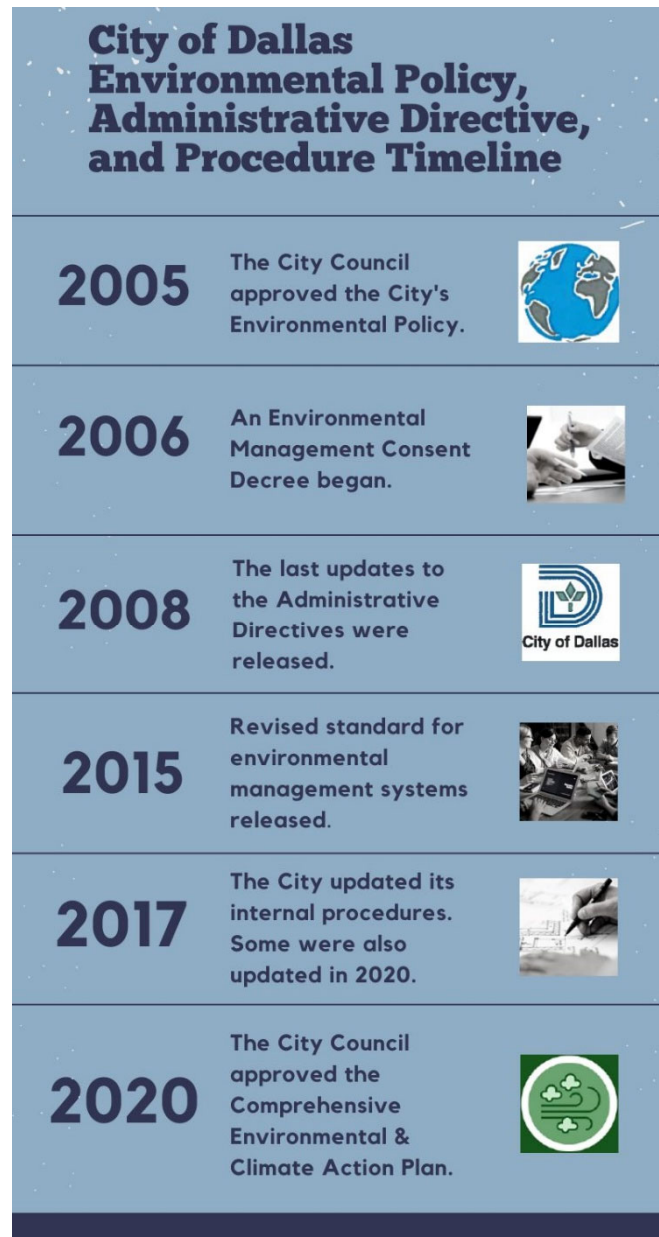 City of Dallas
Environmental Policy,
Administrative Directive,
and Procedure Timeline
2005
The City Council
approved the City's
Environmental Policy.
2006
An Environmental
Management Consent
Decree began.
2008
The last updates to
the Administrative
Directives were
released.
City of Dallas
2015
Revised standard for
environmental
management systems
released.
2017
The City updated its
internal procedures.
Some were also
updated in 2020.
2020
The City Council
approved the
Comprehensive
Environmental &
Climate Action Plan.